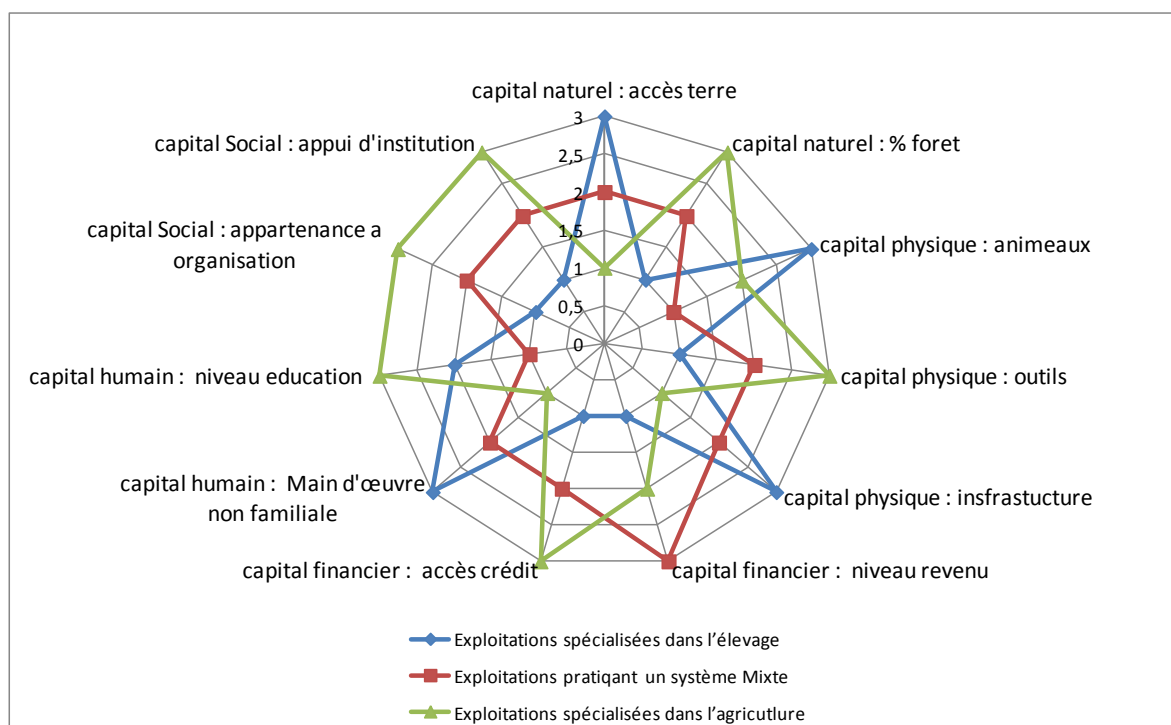 capital naturel : accès terre
capital naturel : % foret
capital physique : animeaux
capital physique : outils
capital physique : insfrastucture
capital financier : niveau revenu
capital financier : accès crédit
capital humain : Main d'œuvre
non familiale
capital humain : niveau education
capital Social : appartenance a
organisation
capital Social : appui d'institution
3
2,5
2
1,5
1
0,5
0
Exploitations spécialisées dans l'élevage
Exploitations pratiqant un système Mixte
Exploitations spécialisées dans l'agricutlure